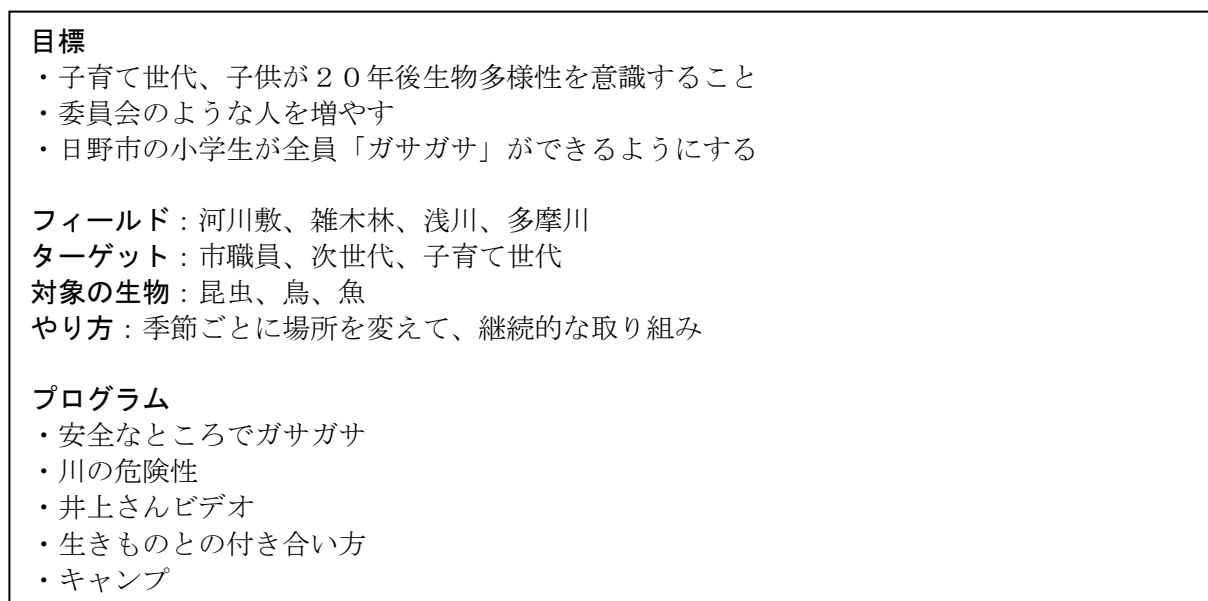 目標
・子育て世代、子供が２０年後生物多様性を意識すること
・委員会のような人を増やす
・日野市の小学生が全員「ガサガサ」ができるようにする
フィールド：河川敷、雑木林、浅川、多摩川
ターゲット：市職員、次世代、子育て世代
対象の生物：昆虫、鳥、魚
やり方：季節ごとに場所を変えて、継続的な取り組み
プログラム
・安全なところでガサガサ
・川の危険性
・井上さんビデオ
・生きものとの付き合い方
・キャンプ